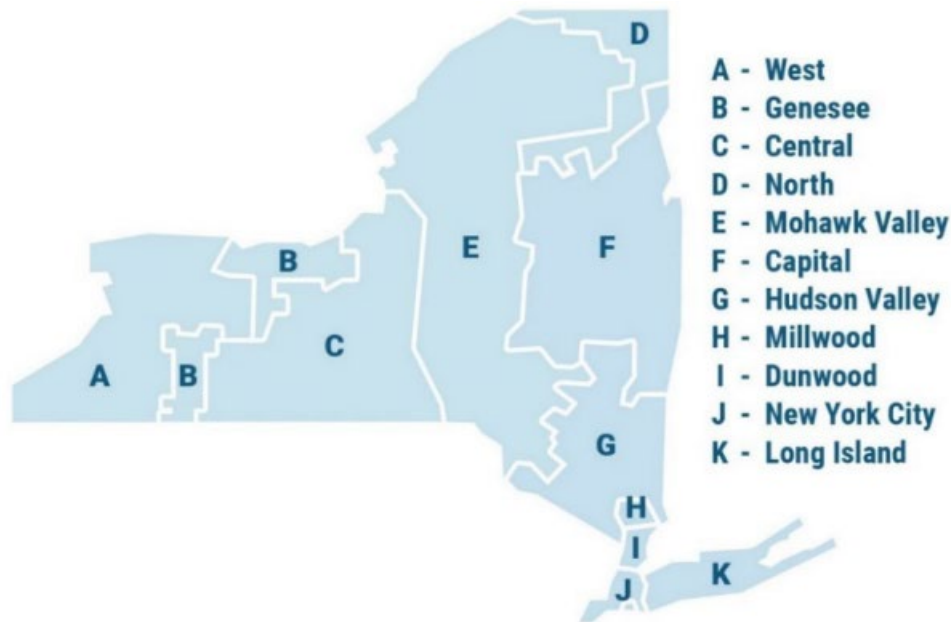 D
B
E
F
C
A
B
G
H
I
J
K
A - West
B - Genesee
C - Central
D - North
E - Mohawk Valley
F - Capital
G - Hudson Valley
H - Millwood
I - Dunwood
J - New York City
K - Long Island